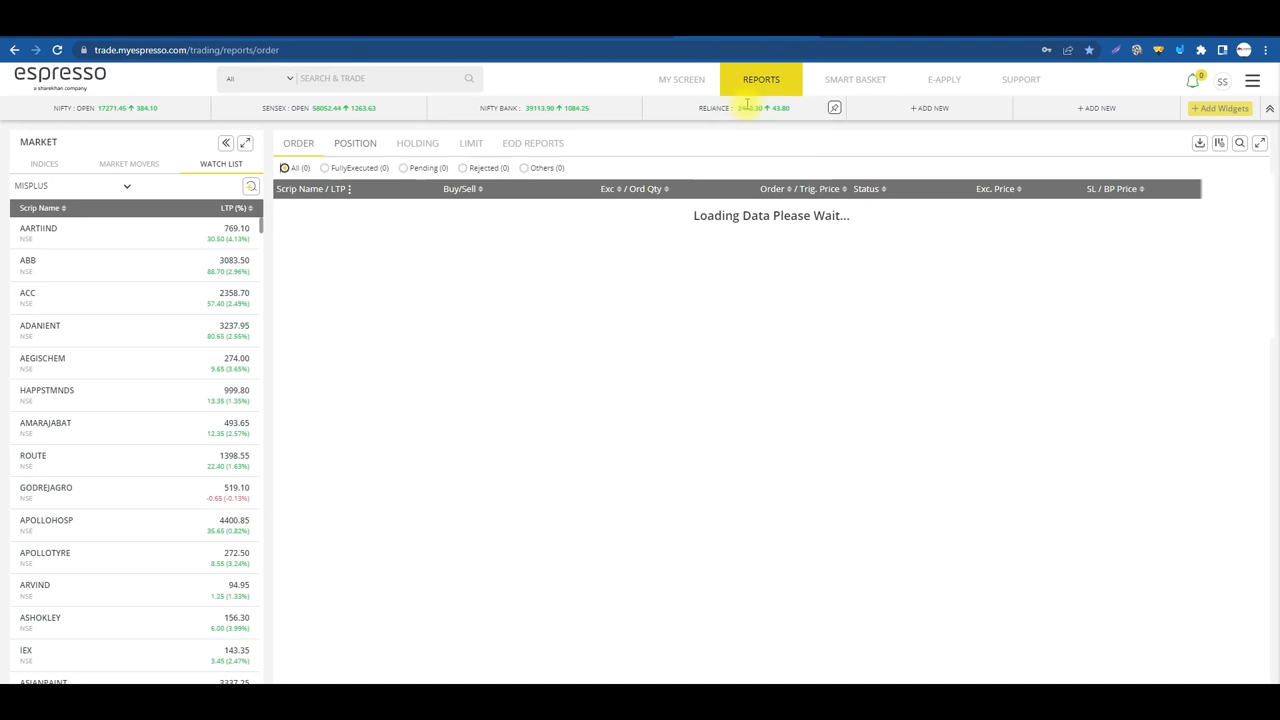 trade.myespresso.com/trading/reports/order
espresso
a sharekhan company
All
SEARCH & TRADE
MY SCREEN
REPORTS
SMART BASKET
E-APPLY
SUPPORT
0
SS
NIFTY : OPEN 17271.45 ↑ 384.10
SENSEX : OPEN 58052.44 ↑ 1263.63
NIFTY BANK : 39113.90 ↑ 1084.25
RELIANCE : ↑ 43.80
+ ADD NEW
+ ADD NEW
+ Add Widgets
MARKET
INDICES
MARKET MOVERS
WATCH LIST
MISPLUS
Scrip Name
LTP (%)
AARTIIND 769.10
NSE 30.50 (4.13%)
ABB 3083.50
NSE 88.70 (2.96%)
ACC 2358.70
NSE 57.40 (2.49%)
ADANIENT 3237.95
NSE 80.65 (2.55%)
AEGISCHEM 274.00
NSE 9.65 (3.65%)
HAPPSTMNDS 999.80
NSE 13.35 (1.35%)
AMARAJABAT 493.65
NSE 12.35 (2.57%)
ROUTE 1398.55
NSE 22.40 (1.63%)
GODREJAGRO 519.10
NSE -0.65 (-0.13%)
APOLLOHOSP 4400.85
NSE 35.65 (0.82%)
APOLLOTYRE 272.50
NSE 8.55 (3.24%)
ARVIND 94.95
NSE 1.25 (1.33%)
ASHOKLEY 156.30
NSE 6.00 (3.99%)
IEX 143.35
NSE 3.45 (2.47%)
ASIANPAINT 3337.25
ORDER
POSITION
HOLDING
LIMIT
EOD REPORTS
All (0)
FullyExecuted (0)
Pending (0)
Rejected (0)
Others (0)
Scrip Name / LTP
Buy/Sell
Exc / Ord Qty
Order / Trig. Price
Status
Exc. Price
SL / BP Price
Loading Data Please Wait...